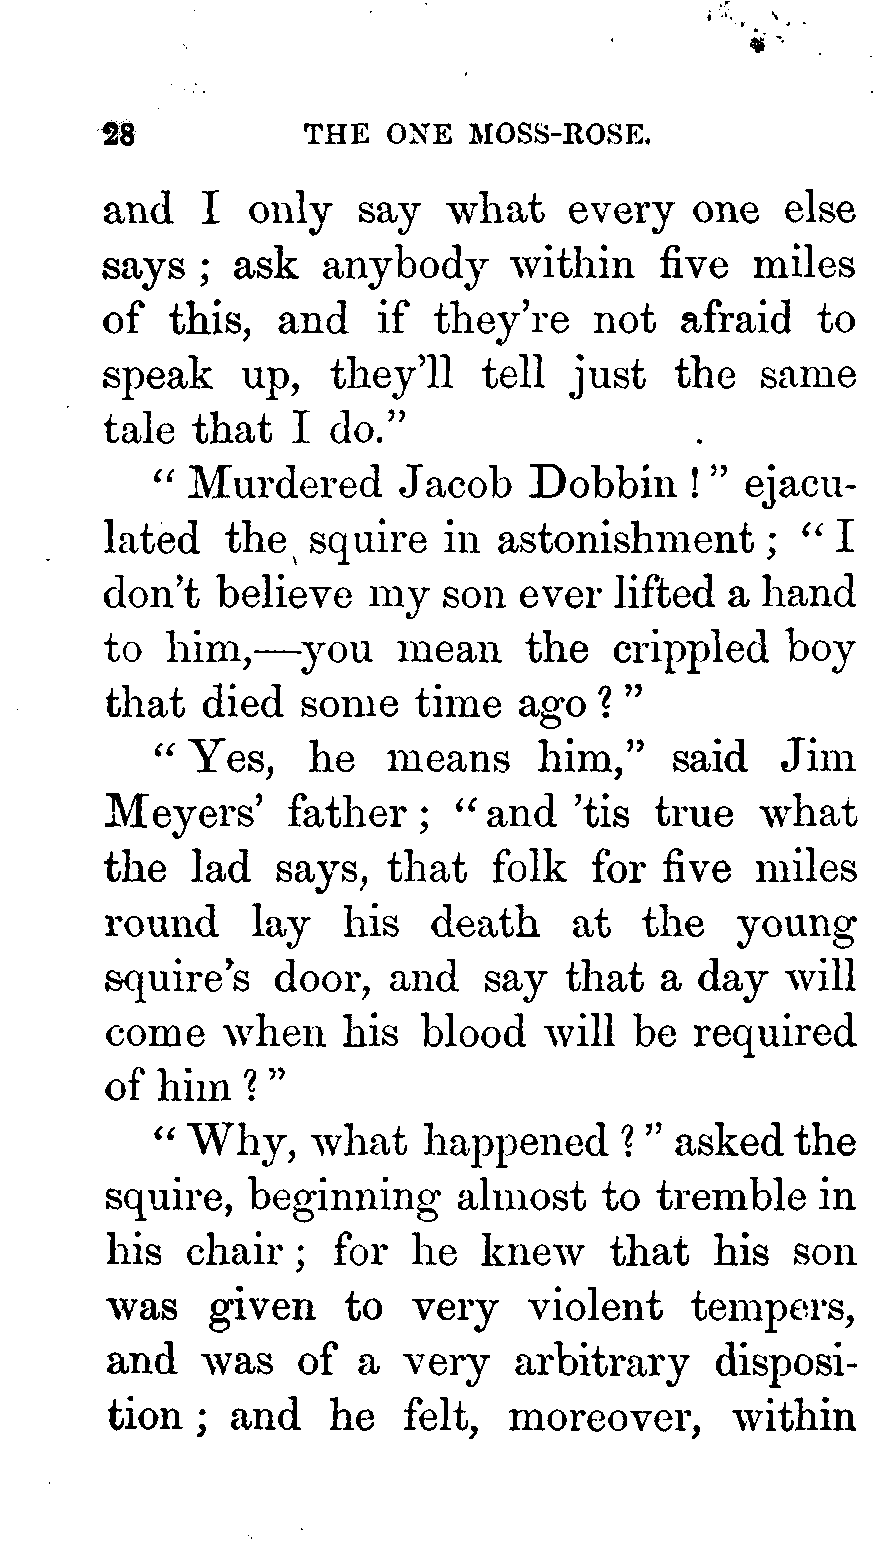 28 THE ONE MOSS-ROSE.
and I only say what every one else
says ; ask anybody within five miles
of this, and if they're not afraid to
speak up, they'll tell just the same
tale that I do."
" Murdered Jacob Dobbin ! " ejacu-
lated the squire in astonishment ; " I
don't believe my son ever lifted a hand
to him,—you mean the crippled boy
that died some time ago ? "
" Yes, he means him," said Jim
Meyers' father ; " and 'tis true what
the lad says, that folk for five miles
round lay his death at the young
squire's door, and say that a day will
come when his blood will be required
of him ? "
" Why, what happened ? " asked the
squire, beginning almost to tremble in
his chair ; for he knew that his son
was given to very violent tempers,
and was of a very arbitrary disposi-
tion ; and he felt, moreover, within